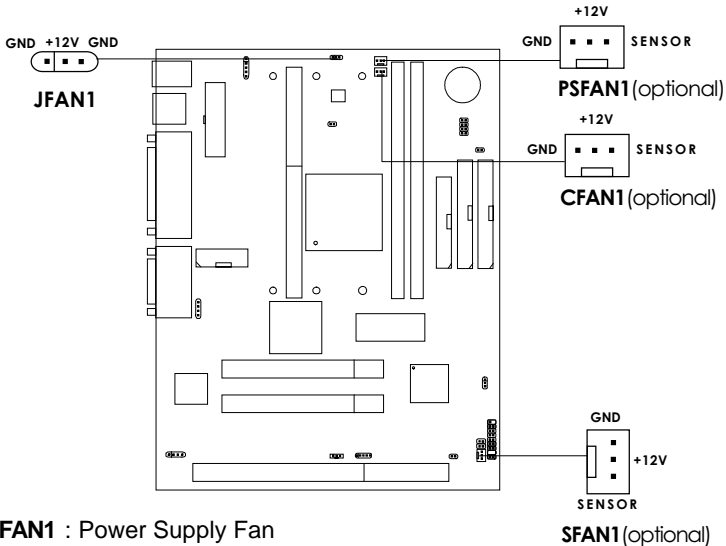 +12V
GND SENSOR
PSFAN1(optional)
GND +12V GND
JFAN1
+12V
GND SENSOR
CFAN1(optional)
GND
+12V
SENSOR
SFAN1(optional)
FAN1 : Power Supply Fan